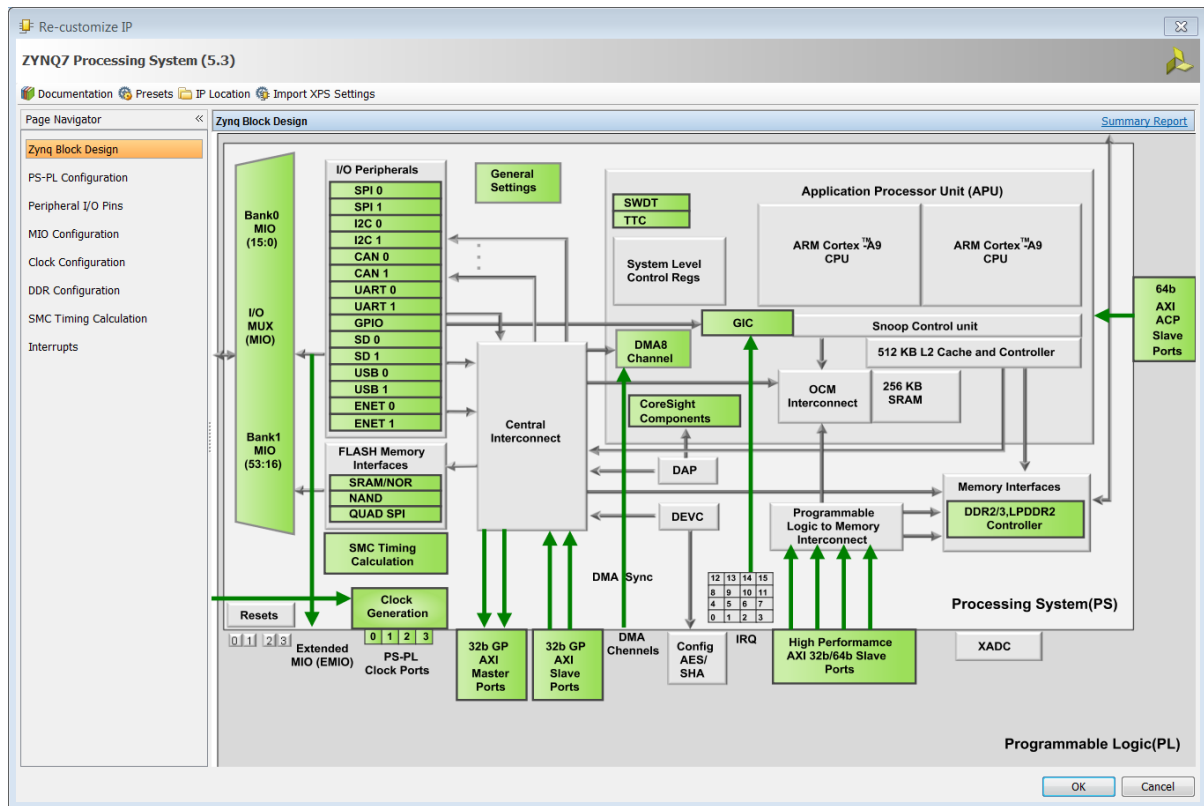 Re-customize IP
ZYNQ7 Processing System (5.3)
Documentation Presets IP Location Import XPS Settings
Page Navigator «
Zynq Block Design
PS-PL Configuration
Peripheral I/O Pins
MIO Configuration
Clock Configuration
DDR Configuration
SMC Timing Calculation
Interrupts
Zynq Block Design
Summary Report
Bank0
MIO
(15:0)
I/O
MUX
(MIO)
Bank1
MIO
(53:16)
I/O Peripherals
SPI 0
SPI 1
I2C 0
I2C 1
CAN 0
CAN 1
UART 0
UART 1
GPIO
SD 0
SD 1
USB 0
USB 1
ENET 0
ENET 1
FLASH Memory
Interfaces
SRAM/NOR
NAND
QUAD SPI
SMC Timing
Calculation
General
Settings
Application Processor Unit (APU)
SWDT
TTC
System Level
Control Regs
ARM Cortex™-A9
CPU
ARM Cortex™-A9
CPU
GIC
Snoop Control unit
512 KB L2 Cache and Controller
DMA8
Channel
OCM
Interconnect
256 KB
SRAM
CoreSight
Components
Central
Interconnect
DAP
DEVC
Programmable
Logic to Memory
Interconnect
Memory Interfaces
DDR2/3,LPDDR2
Controller
64b
AXI
ACP
Slave
Ports
DMA Sync
12 13 14 15
8 9 10 11
4 5 6 7
0 1 2 3
Processing System(PS)
Resets
0 1 2 3
Extended
MIO (EMIO)
Clock
Generation
0 1 2 3
PS-PL
Clock Ports
32b GP
AXI
Master
Ports
32b GP
AXI
Slave
Ports
DMA
Channels
Config
AES/
SHA
IRQ
High Performamce
AXI 32b/64b Slave
Ports
XADC
Programmable Logic(PL)
OK
Cancel